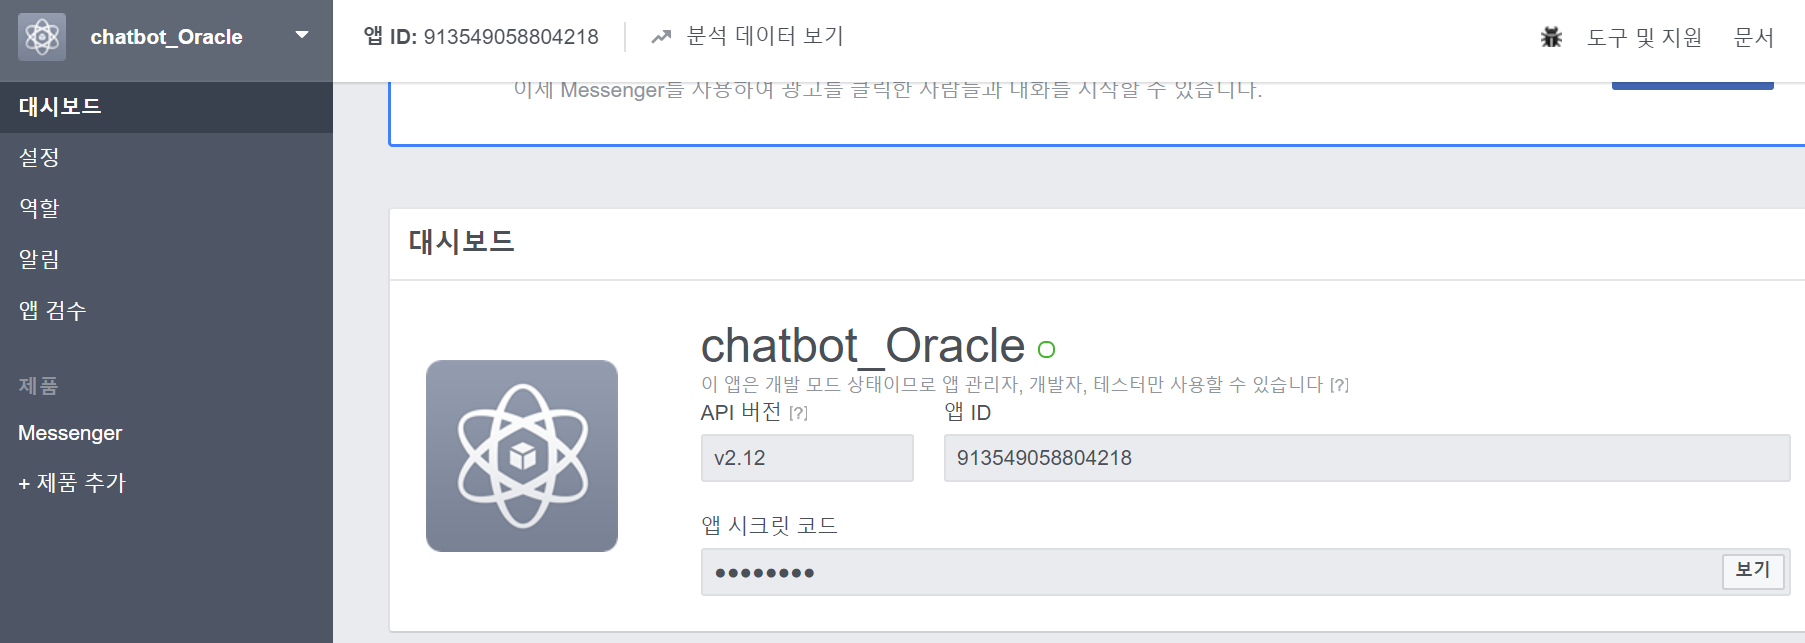 chatbot_Oracle
앱 ID: 913549058804218
분석 데이터 보기
도구 및 지원
문서
대시보드
설정
역할
알림
앱 검수
제품
Messenger
+ 제품 추가
이제 Messenger를 사용하여 광고를 클릭한 사람들과 대화를 시작할 수 있습니다.
대시보드
chatbot_Oracle
이 앱은 개발 모드 상태이므로 앱 관리자, 개발자, 테스터만 사용할 수 있습니다 [?]
API 버전 [?]
앱 ID
v2.12
913549058804218
앱 시크릿 코드
●●●●●●●●
보기